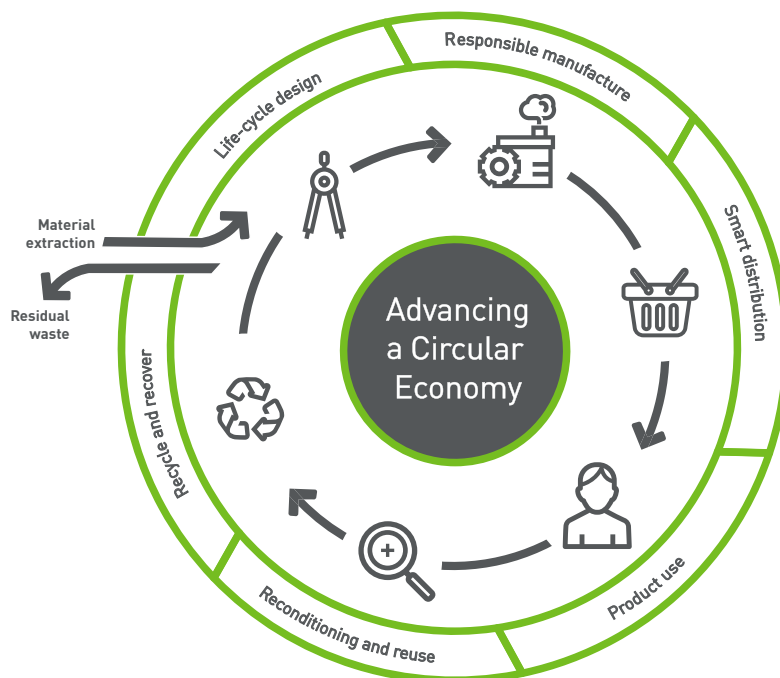 Responsible manufacture
Life-cycle design
Smart distribution
Material
extraction
Residual
waste
Advancing
a Circular
Economy
Recycle and recover
Product use
Reconditioning and reuse